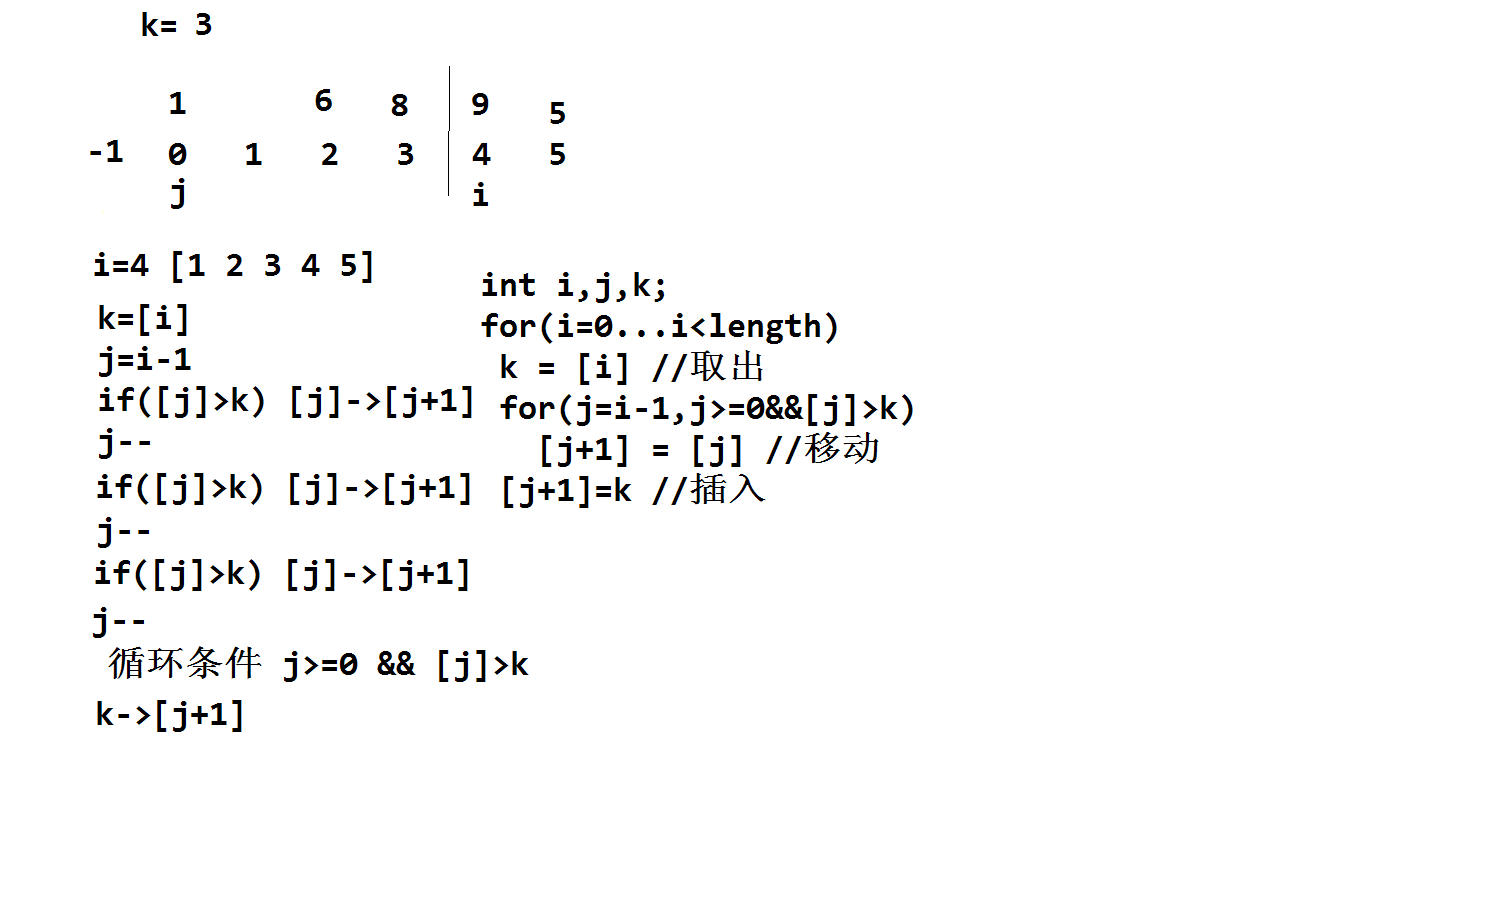 k= 3
1 6 8 9 5
-1 0 1 2 3 4 5
j i
i=4 [1 2 3 4 5]
k=[i]
j=i-1
if([j]>k) [j]->[j+1]
j--
if([j]>k) [j]->[j+1]
j--
if([j]>k) [j]->[j+1]
j--
循环条件 j>=0 && [j]>k
k->[j+1]
int i,j,k;
for(i=0...i<length)
k = [i] //取出
for(j=i-1,j>=0&&[j]>k)
[j+1] = [j] //移动
[j+1]=k //插入